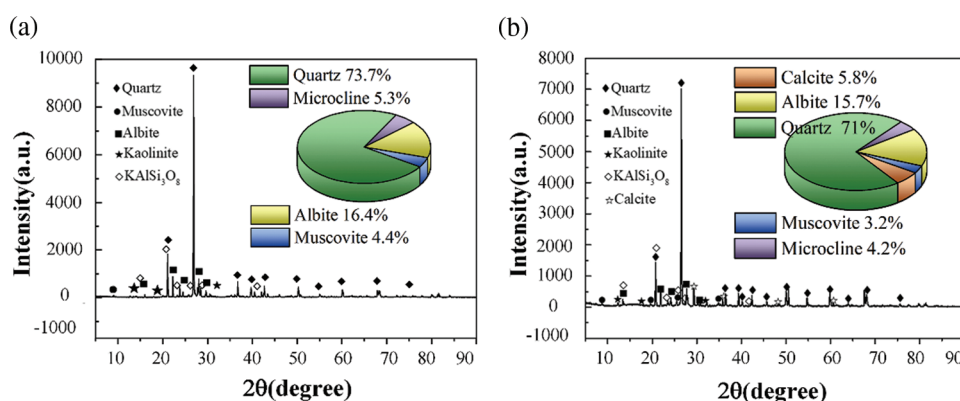 (a)
10000
8000
6000
4000
2000
0
-1000
Intensity(a.u.)
Quartz
Muscovite
Albite
Kaolinite
KAlSi₃O₈
Quartz 73.7%
Microcline 5.3%
Albite 16.4%
Muscovite 4.4%
10 20 30 40 50 60 70 80 90
2θ(degree)
(b)
8000
7000
6000
5000
4000
3000
2000
1000
0
-1000
Intensity(a.u.)
Quartz
Muscovite
Albite
Kaolinite
KAlSi₃O₈
Calcite
Calcite 5.8%
Albite 15.7%
Quartz 71%
Muscovite 3.2%
Microcline 4.2%
10 20 30 40 50 60 70 80 90
2θ(degree)